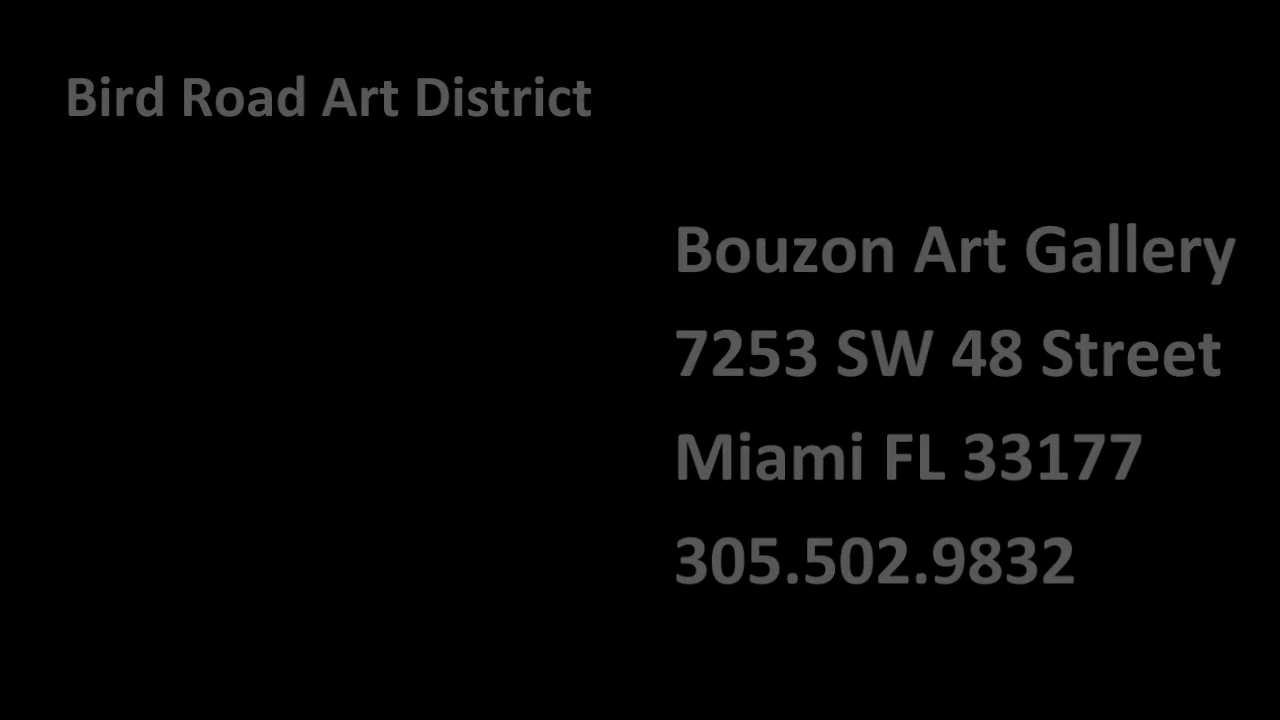 Bird Road Art District
Bouzon Art Gallery
7253 SW 48 Street
Miami FL 33177
305.502.9832